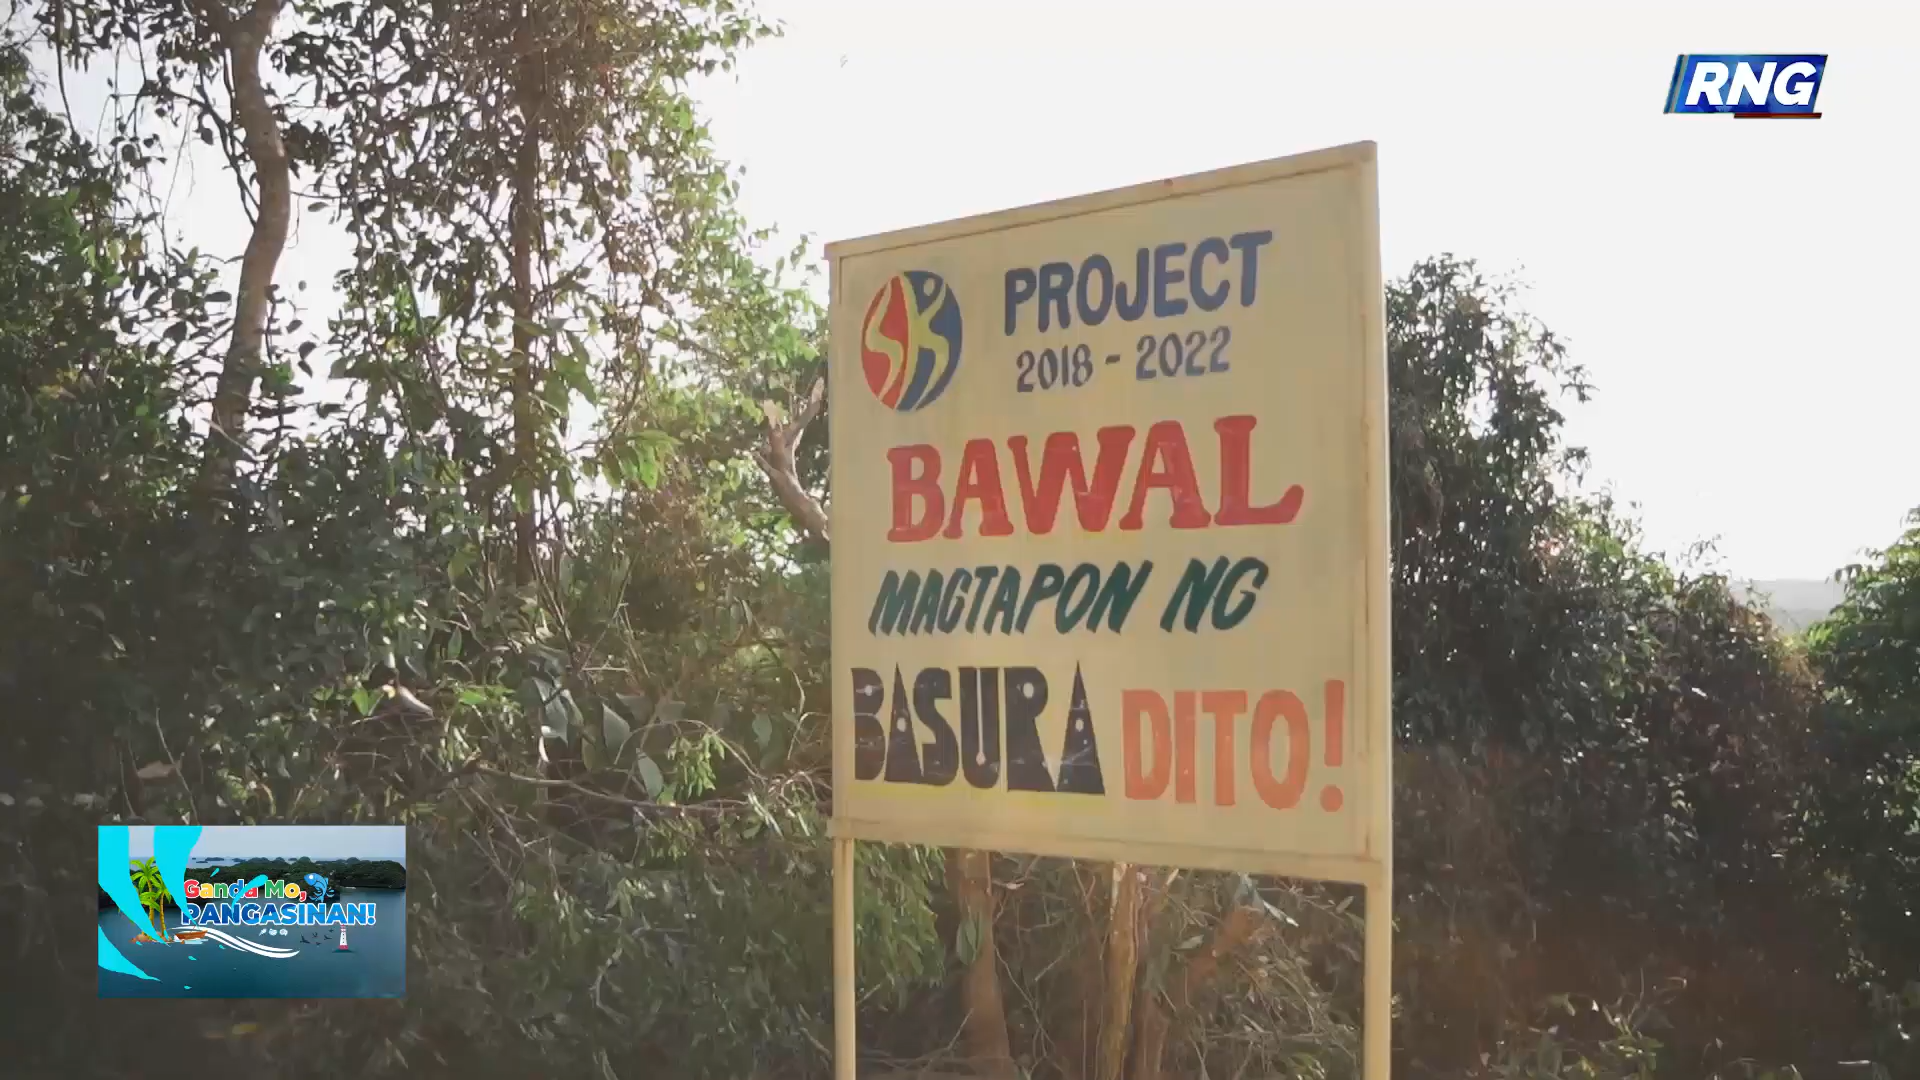 RNG
SK
PROJECT
2018 - 2022
BAWAL
MAGTAPON NG
BASURA DITO!
Ganda Mo,
PANGASINAN!